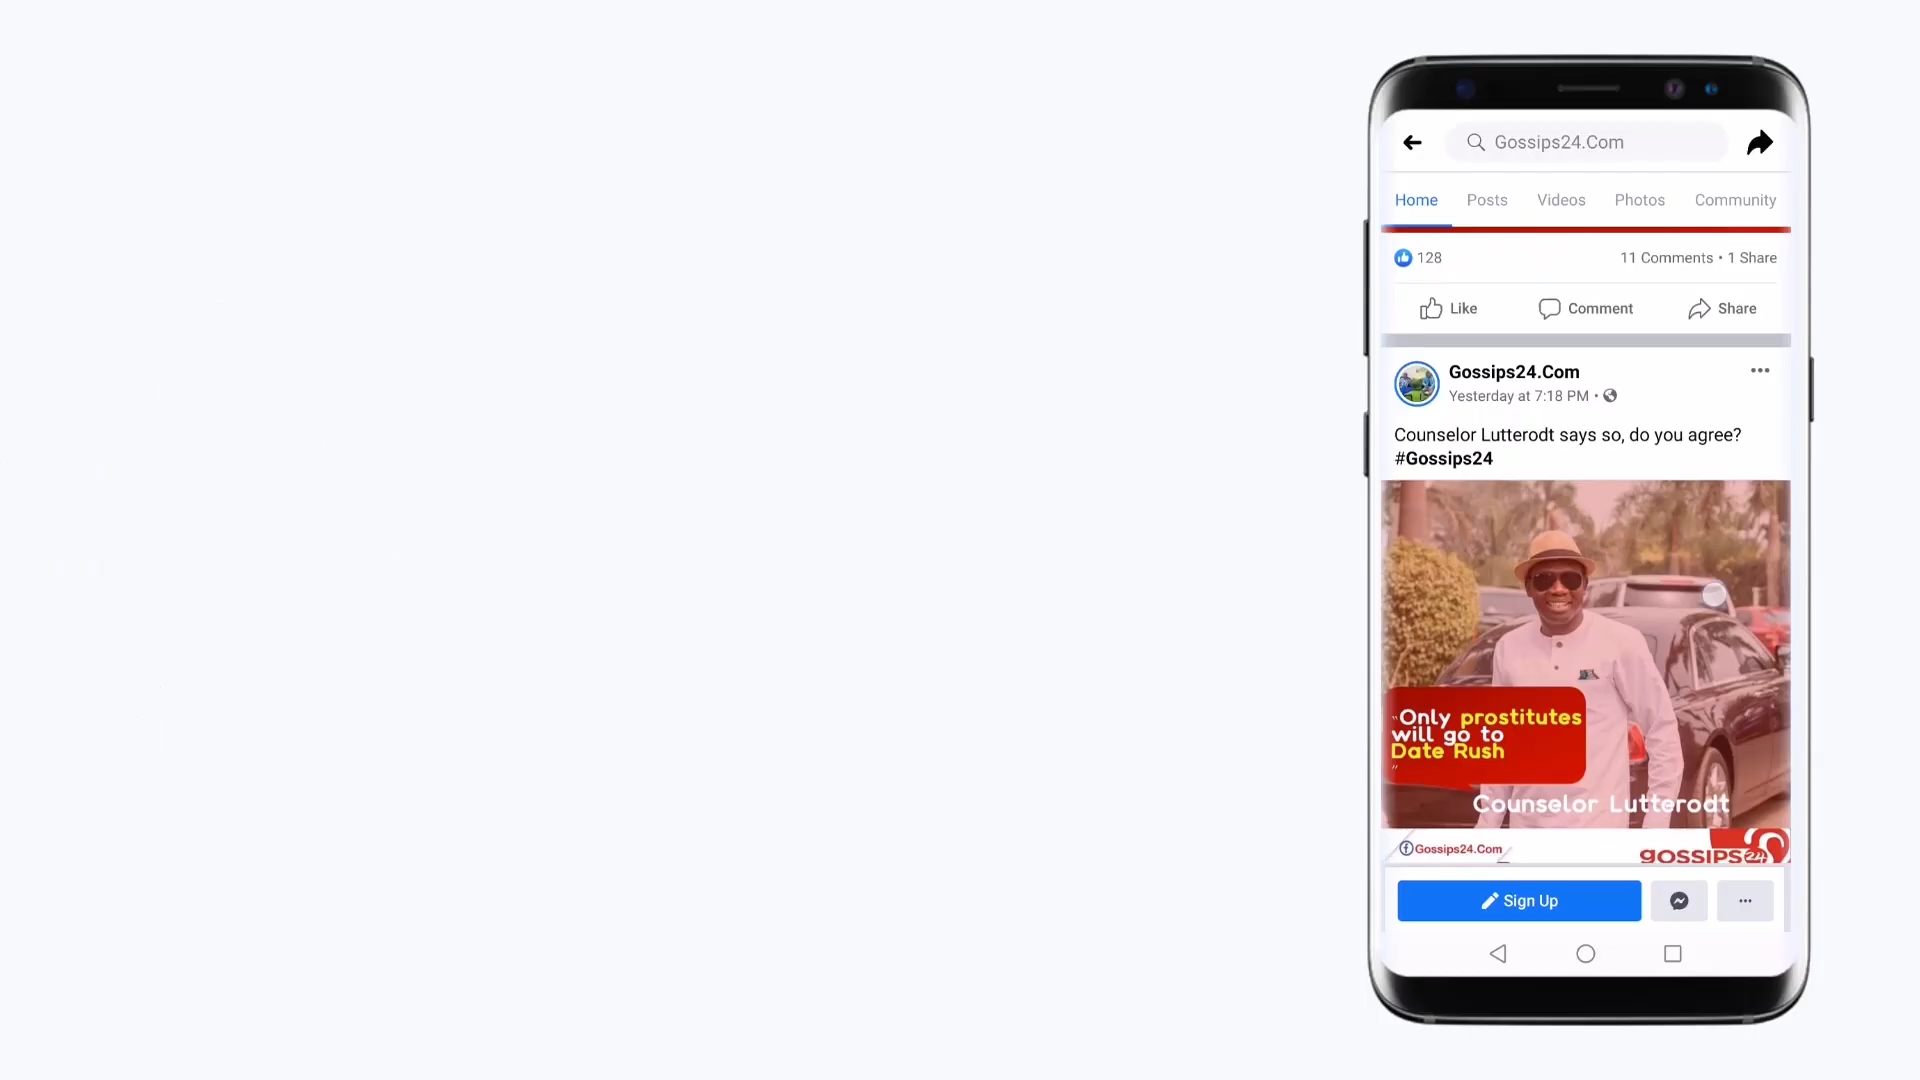 Gossips24.Com
Home Posts Videos Photos Community
128 11 Comments • 1 Share
Like Comment Share
Gossips24.Com
Yesterday at 7:18 PM •
Counselor Lutterodt says so, do you agree?
#Gossips24
"Only prostitutes
will go to
Date Rush
"
Counselor Lutterodt
Gossips24.Com
gossips24
Sign Up